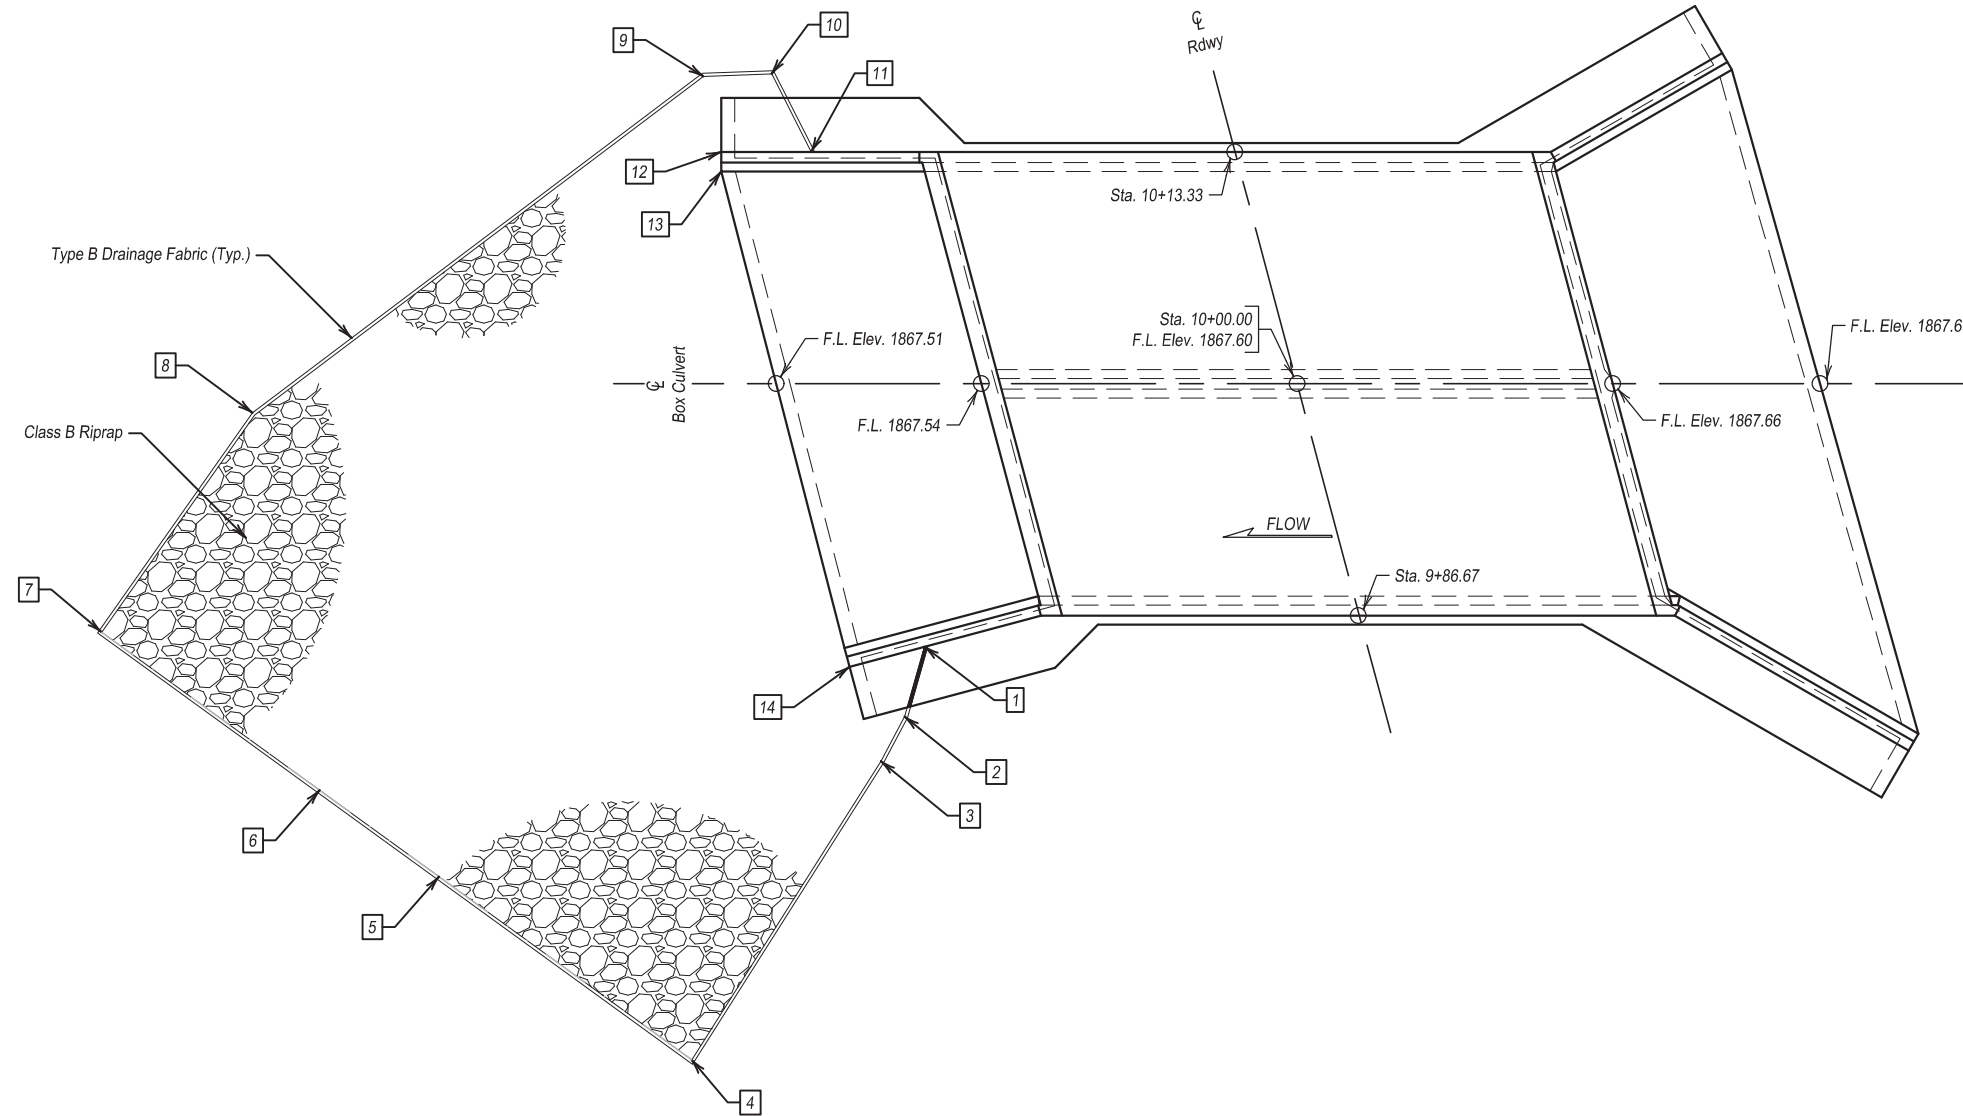 9
10
℄
Rdwy
11
12
Sta. 10+13.33
13
Type B Drainage Fabric (Typ.)
Sta. 10+00.00
F.L. Elev. 1867.60
F.L. Elev. 1867.6
F.L. Elev. 1867.51
8
℄
Box Culvert
F.L. 1867.54
F.L. Elev. 1867.66
Class B Riprap
FLOW
Sta. 9+86.67
7
1
14
2
3
6
5
4